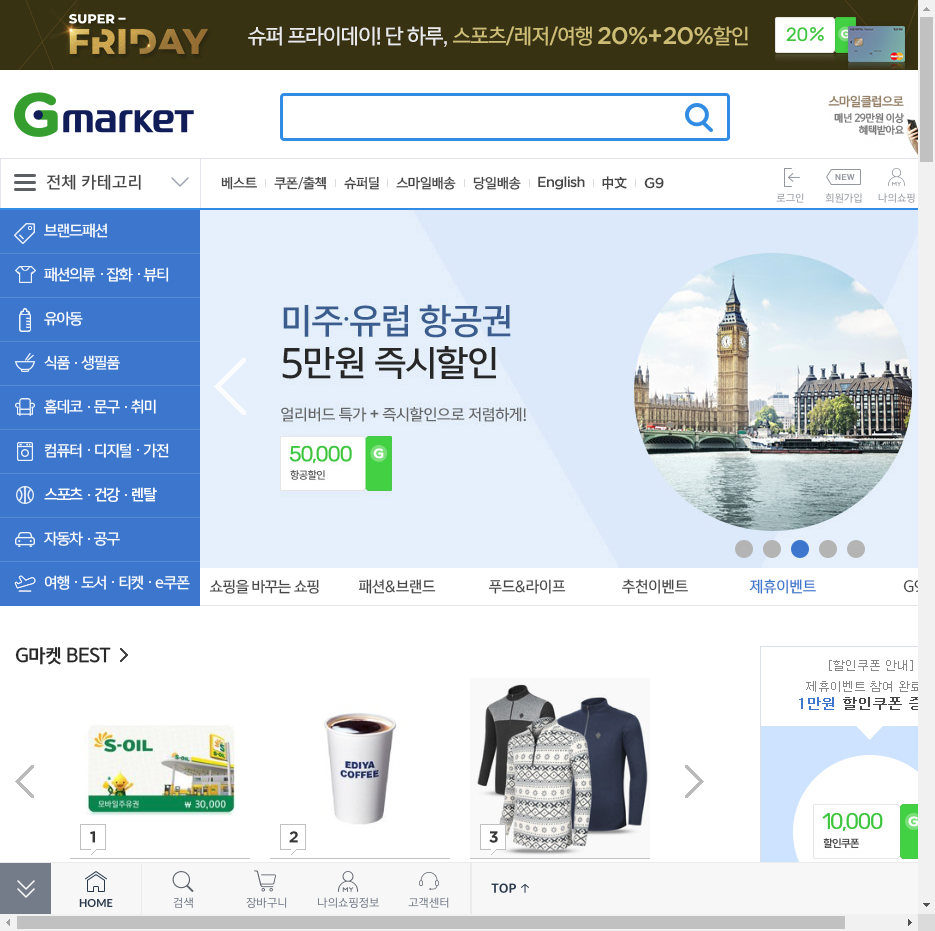 SUPER –
FRIDAY
슈퍼 프라이데이! 단 하루, 스포츠/레저/여행 20%+20%할인
20%
G
Gmarket
스마일클럽으로
매년 29만원 이상
혜택받아요
전체 카테고리
베스트
쿠폰/출첵
슈퍼딜
스마일배송
당일배송
English
中文
G9
NEW
MY
로그인
회원가입
나의쇼핑
브랜드패션
패션의류 · 잡화 · 뷰티
유아동
식품 · 생필품
홈데코 · 문구 · 취미
컴퓨터 · 디지털 · 가전
스포츠 · 건강 · 렌탈
자동차 · 공구
여행 · 도서 · 티켓 · e쿠폰
미주·유럽 항공권
5만원 즉시할인
얼리버드 특가 + 즉시할인으로 저렴하게!
50,000
G
항공할인
쇼핑을 바꾸는 쇼핑
패션&브랜드
푸드&라이프
추천이벤트
제휴이벤트
G9
G마켓 BEST
[할인쿠폰 안내]
제휴이벤트 참여 완료
1만원 할인쿠폰 증
S-OIL
모바일주유권
₩ 30,000
EDIYA
COFFEE
1
2
3
10,000
G
할인쿠폰
HOME
검색
장바구니
MY
나의쇼핑정보
고객센터
TOP ↑